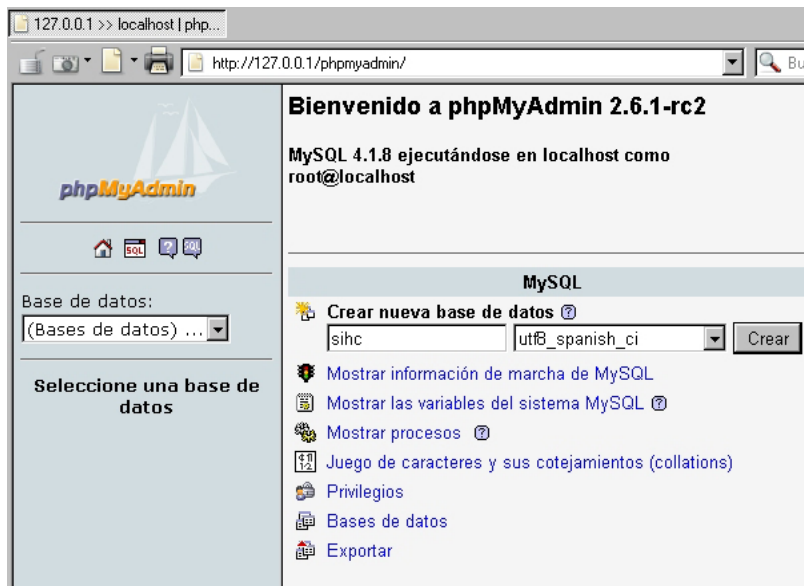 127.0.0.1 >> localhost | php...
http://127.0.0.1/phpmyadmin/
Bu
phpMyAdmin
SQL
Base de datos:
(Bases de datos) ...
Seleccione una base de
datos
Bienvenido a phpMyAdmin 2.6.1-rc2
MySQL 4.1.8 ejecutándose en localhost como
root@localhost
MySQL
Crear nueva base de datos
sihc utf8_spanish_ci Crear
Mostrar información de marcha de MySQL
Mostrar las variables del sistema MySQL
Mostrar procesos
Juego de caracteres y sus cotejamientos (collations)
Privilegios
Bases de datos
Exportar